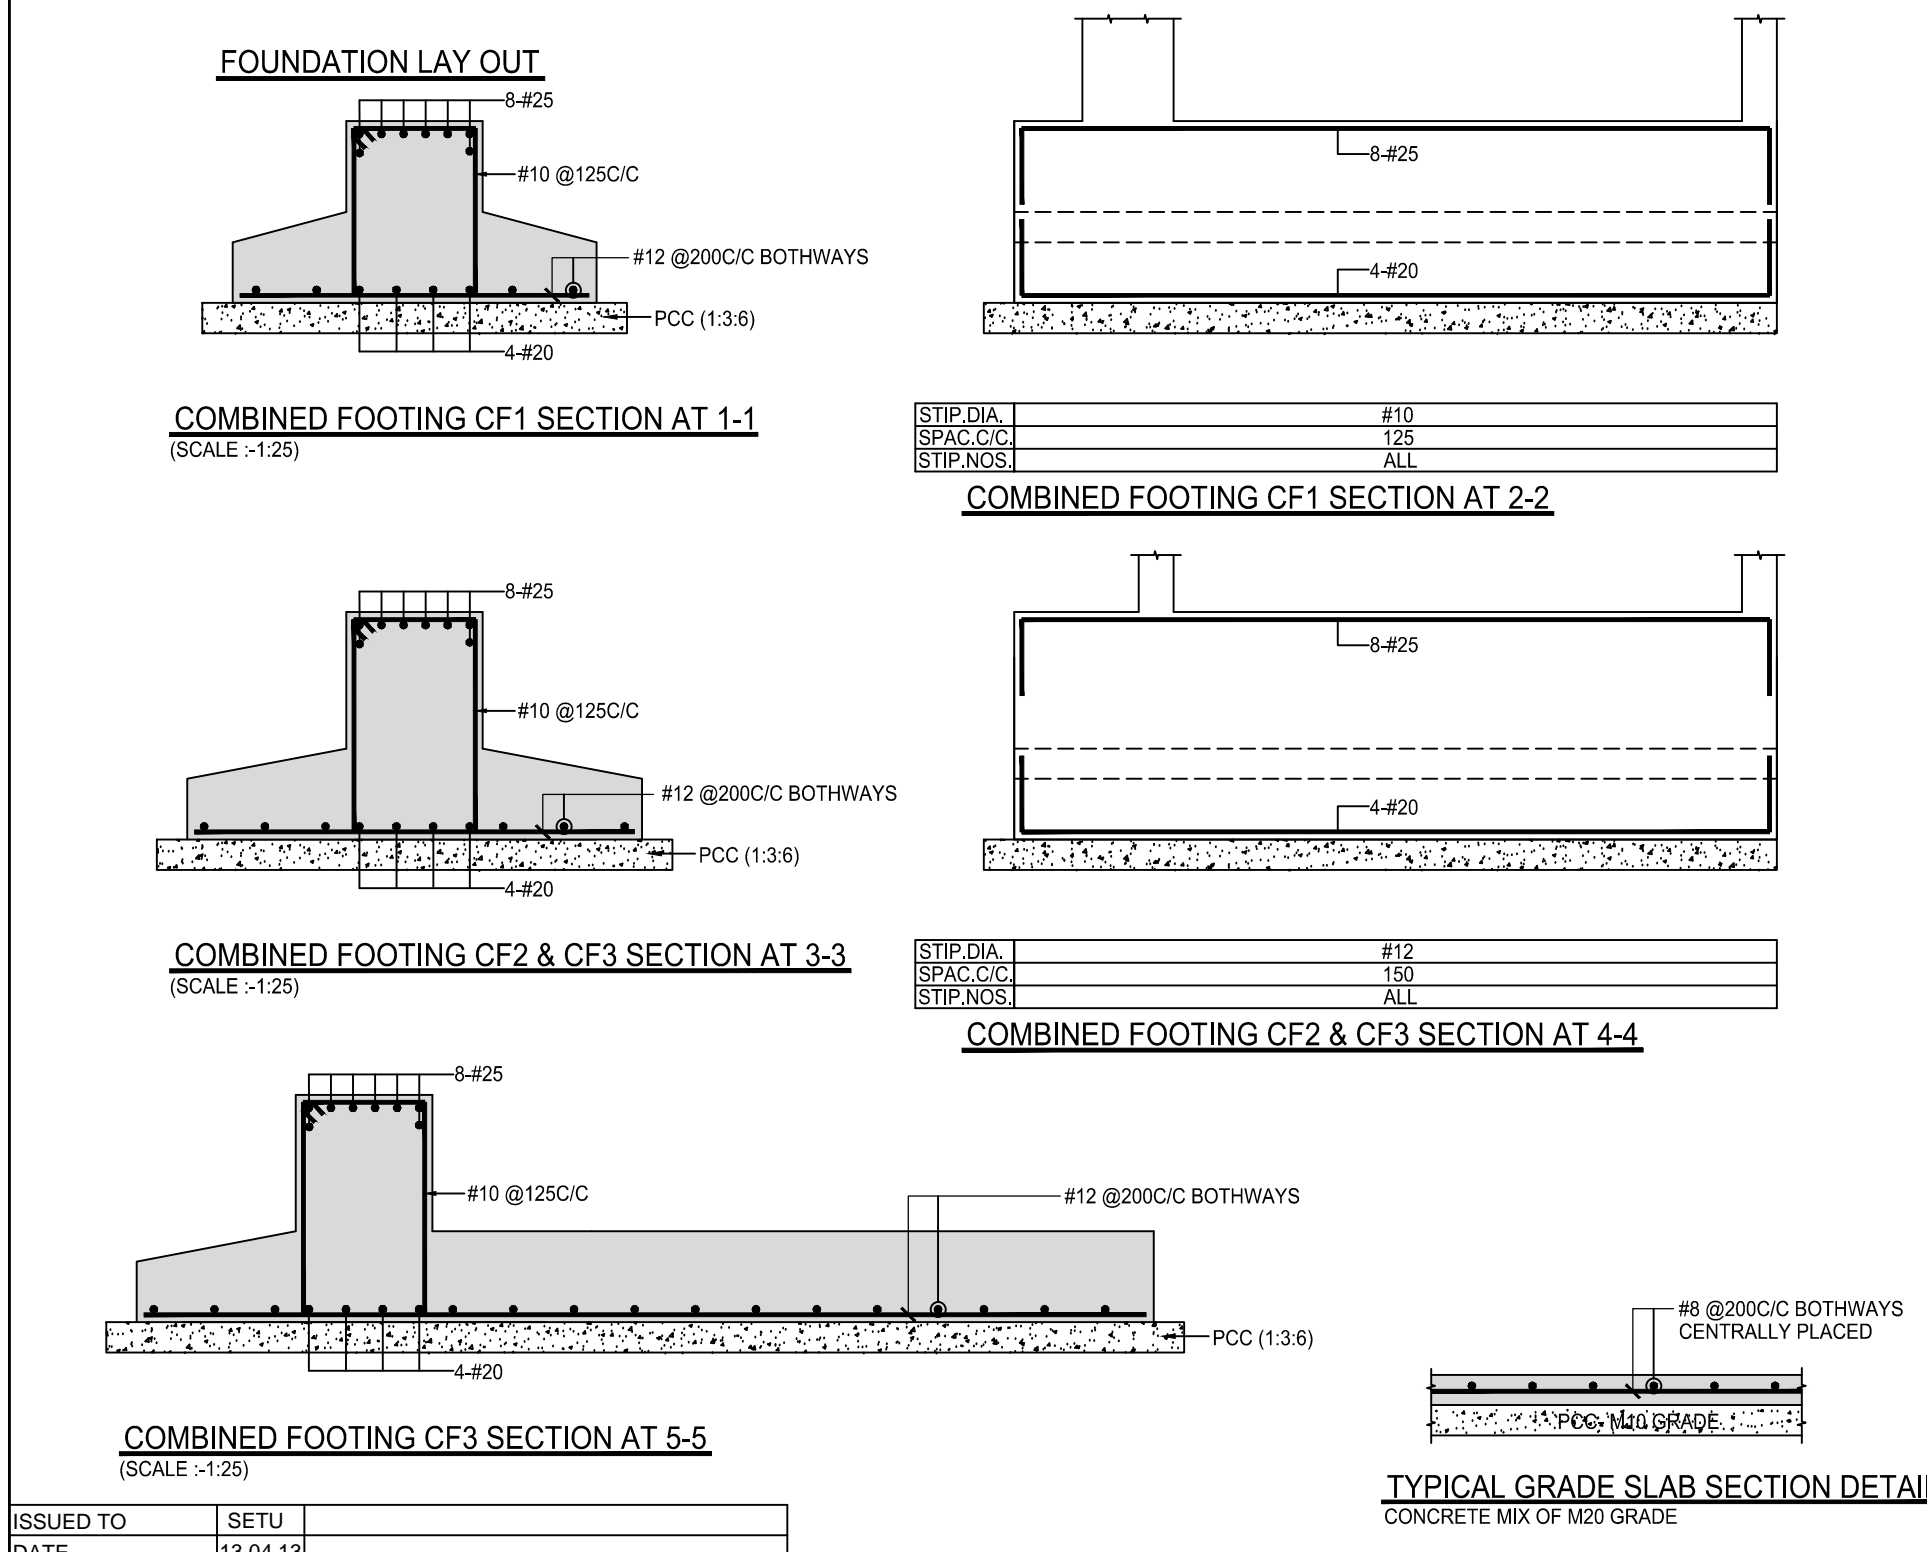 FOUNDATION LAY OUT
8-#25
#10 @125C/C
#12 @200C/C BOTHWAYS
PCC (1:3:6)
4-#20
COMBINED FOOTING CF1 SECTION AT 1-1
(SCALE :-1:25)
8-#25
4-#20
STIP.DIA. #10
SPAC.C/C. 125
STIP.NOS. ALL
COMBINED FOOTING CF1 SECTION AT 2-2
8-#25
#10 @125C/C
#12 @200C/C BOTHWAYS
PCC (1:3:6)
4-#20
COMBINED FOOTING CF2 & CF3 SECTION AT 3-3
(SCALE :-1:25)
8-#25
4-#20
STIP.DIA. #12
SPAC.C/C. 150
STIP.NOS. ALL
COMBINED FOOTING CF2 & CF3 SECTION AT 4-4
8-#25
#10 @125C/C
#12 @200C/C BOTHWAYS
PCC (1:3:6)
4-#20
COMBINED FOOTING CF3 SECTION AT 5-5
(SCALE :-1:25)
#8 @200C/C BOTHWAYS
CENTRALLY PLACED
PCC- M10 GRADE
TYPICAL GRADE SLAB SECTION DETAI
CONCRETE MIX OF M20 GRADE
ISSUED TO SETU
DATE 13.04.13